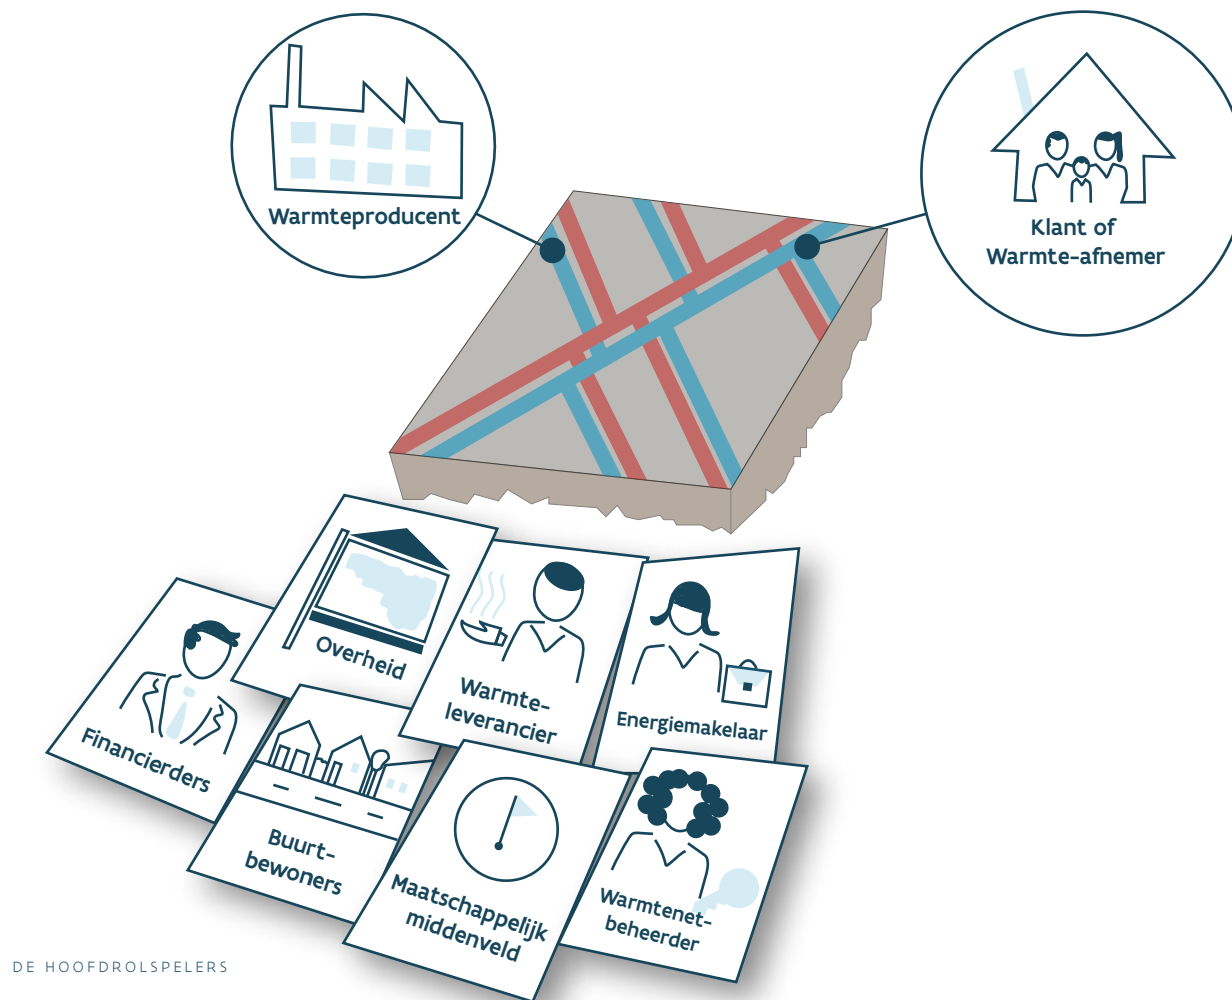 Warmteproducent
Klant of
Warmte-afnemer
Overheid
Warmte-
leverancier
Energiemakelaar
Financierders
Buurt-
bewoners
Maatschappelijk
middenveld
Warmtenet-
beheerder
DE HOOFDROLSPELERS